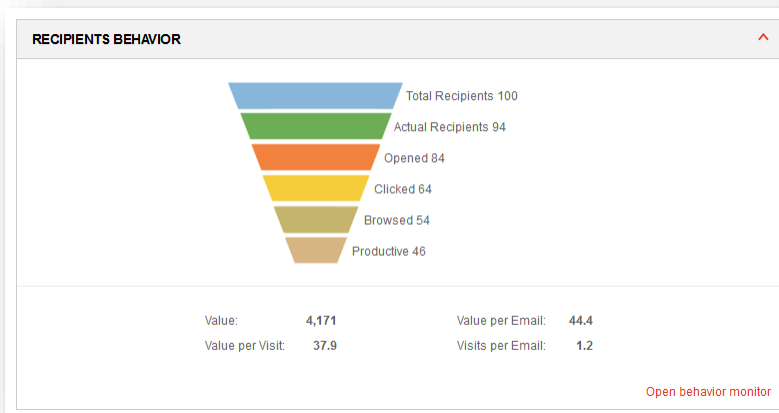 RECIPIENTS BEHAVIOR
Total Recipients 100
Actual Recipients 94
Opened 84
Clicked 64
Browsed 54
Productive 46
Value: 4,171 Value per Email: 44.4
Value per Visit: 37.9 Visits per Email: 1.2
Open behavior monitor